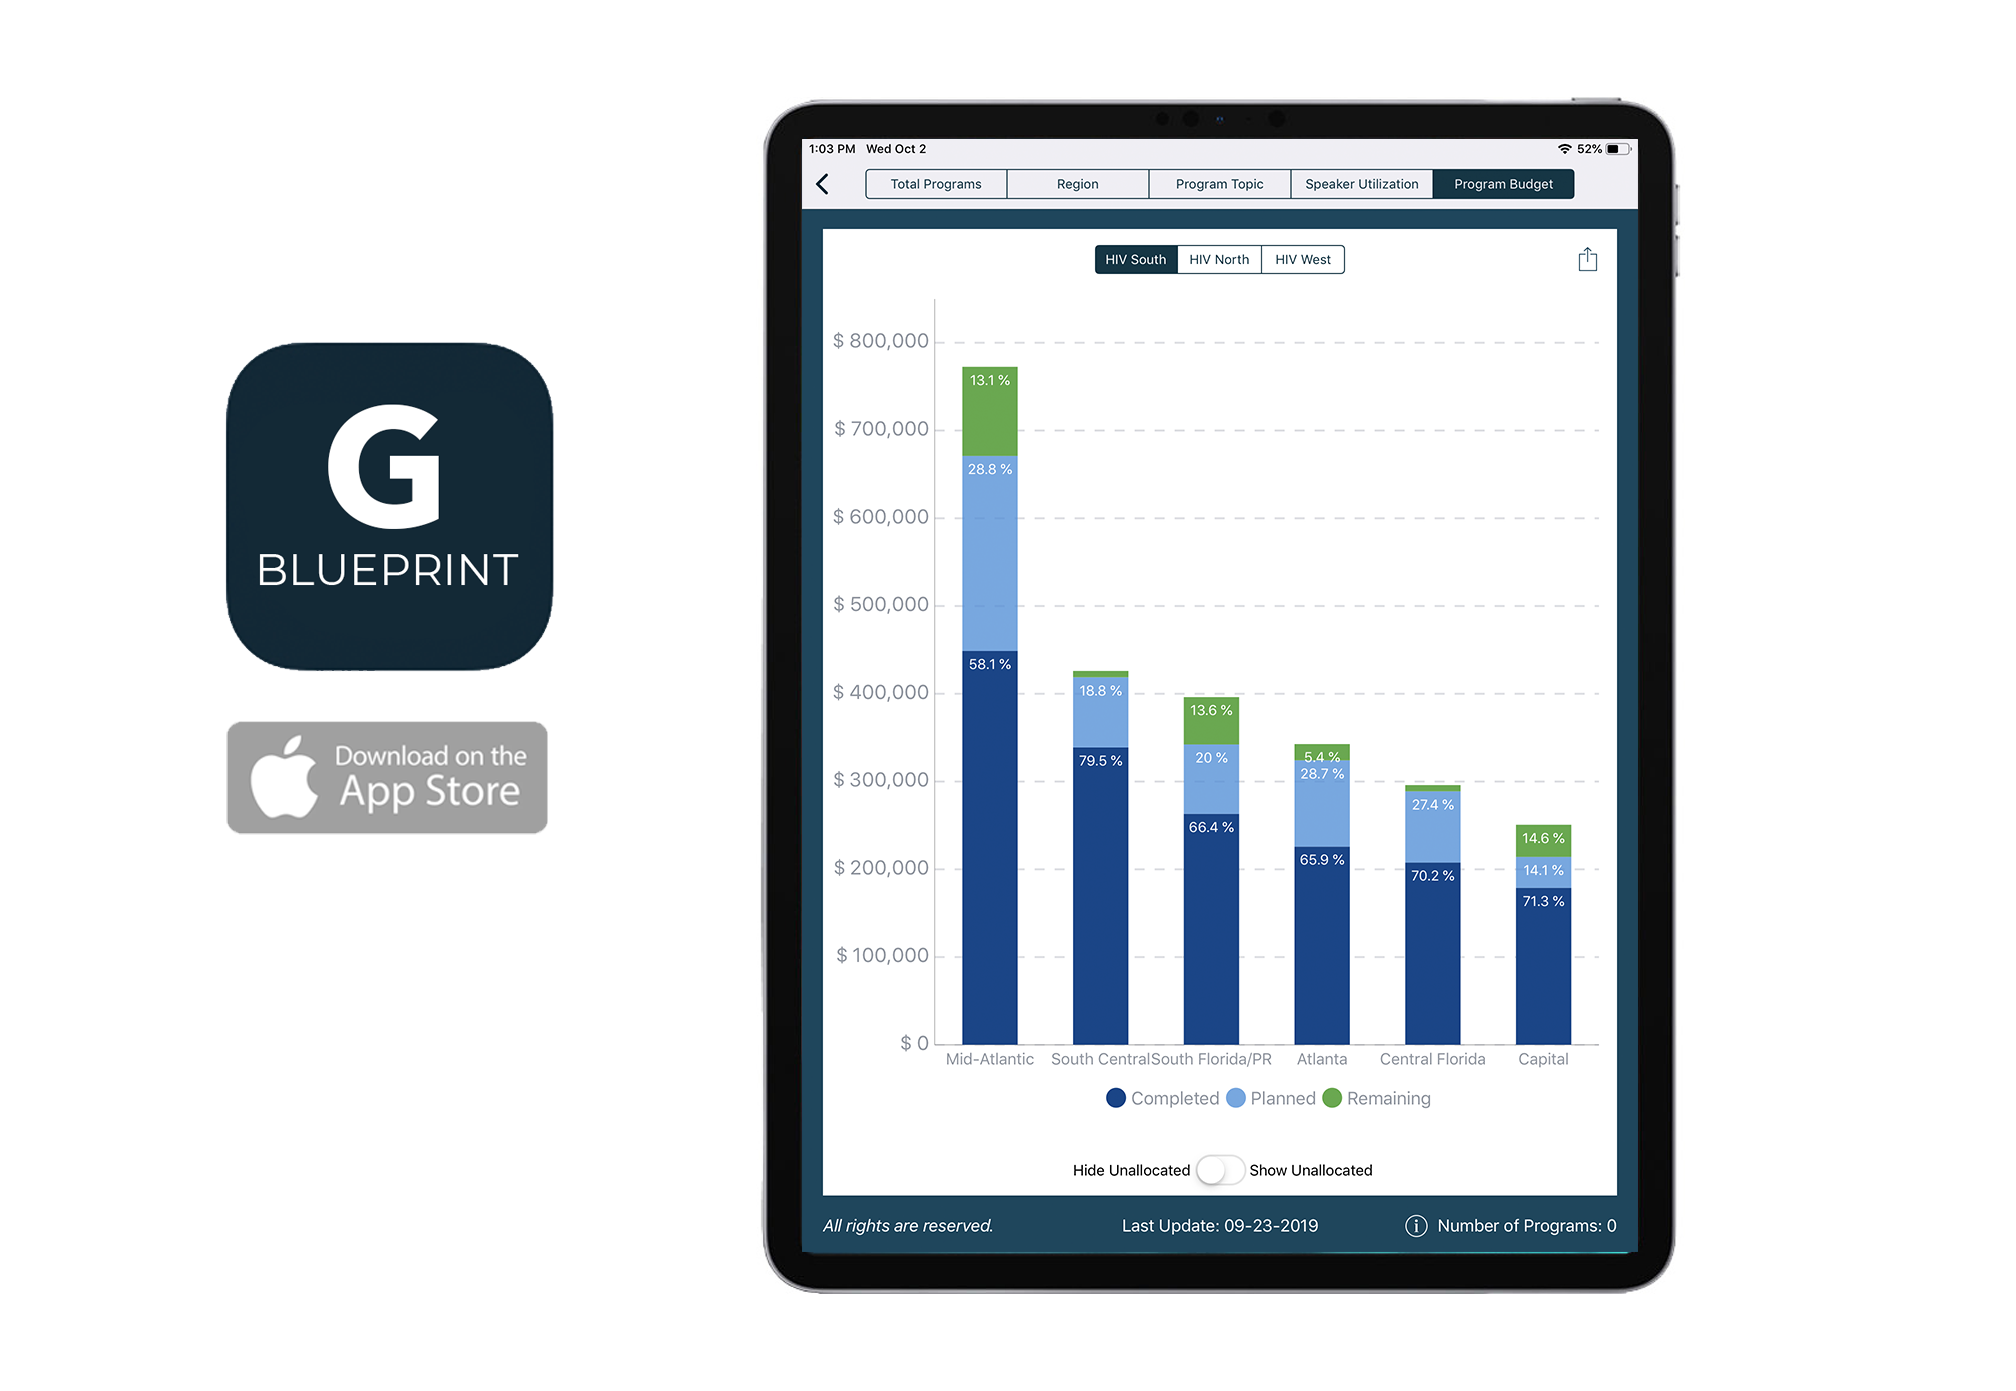 G
BLUEPRINT
Download on the
App Store
1:03 PM Wed Oct 2
52%
Total Programs Region Program Topic Speaker Utilization Program Budget
HIV South HIV North HIV West
$ 800,000
$ 700,000
$ 600,000
$ 500,000
$ 400,000
$ 300,000
$ 200,000
$ 100,000
$ 0
13.1 %
28.8 %
58.1 %
18.8 %
79.5 %
13.6 %
20 %
66.4 %
5.4 %
28.7 %
65.9 %
27.4 %
70.2 %
14.6 %
14.1 %
71.3 %
Mid-Atlantic South Central South Florida/PR Atlanta Central Florida Capital
Completed Planned Remaining
Hide Unallocated Show Unallocated
All rights are reserved. Last Update: 09-23-2019 Number of Programs: 0